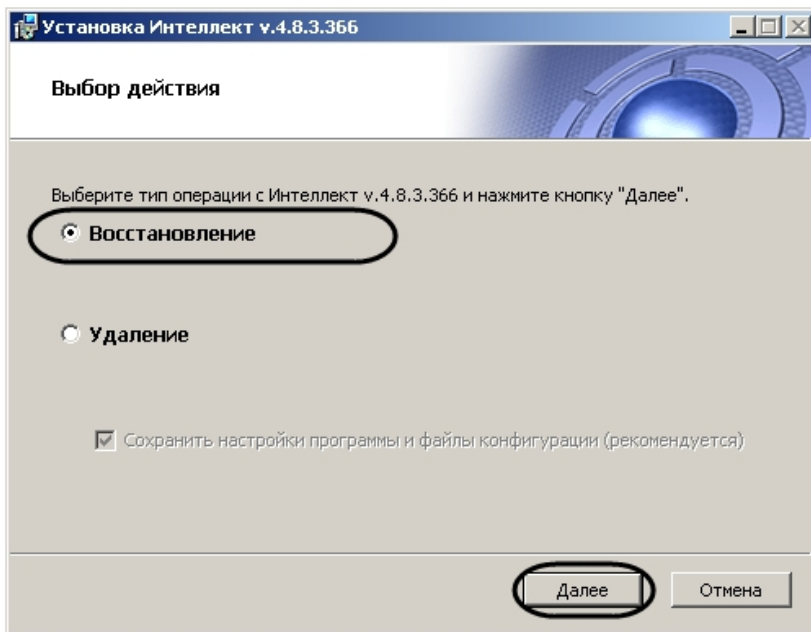 Установка Интеллект v.4.8.3.366
Выбор действия
Выберите тип операции с Интеллект v.4.8.3.366 и нажмите кнопку "Далее".
Восстановление
Удаление
Сохранить настройки программы и файлы конфигурации (рекомендуется)
Далее
Отмена